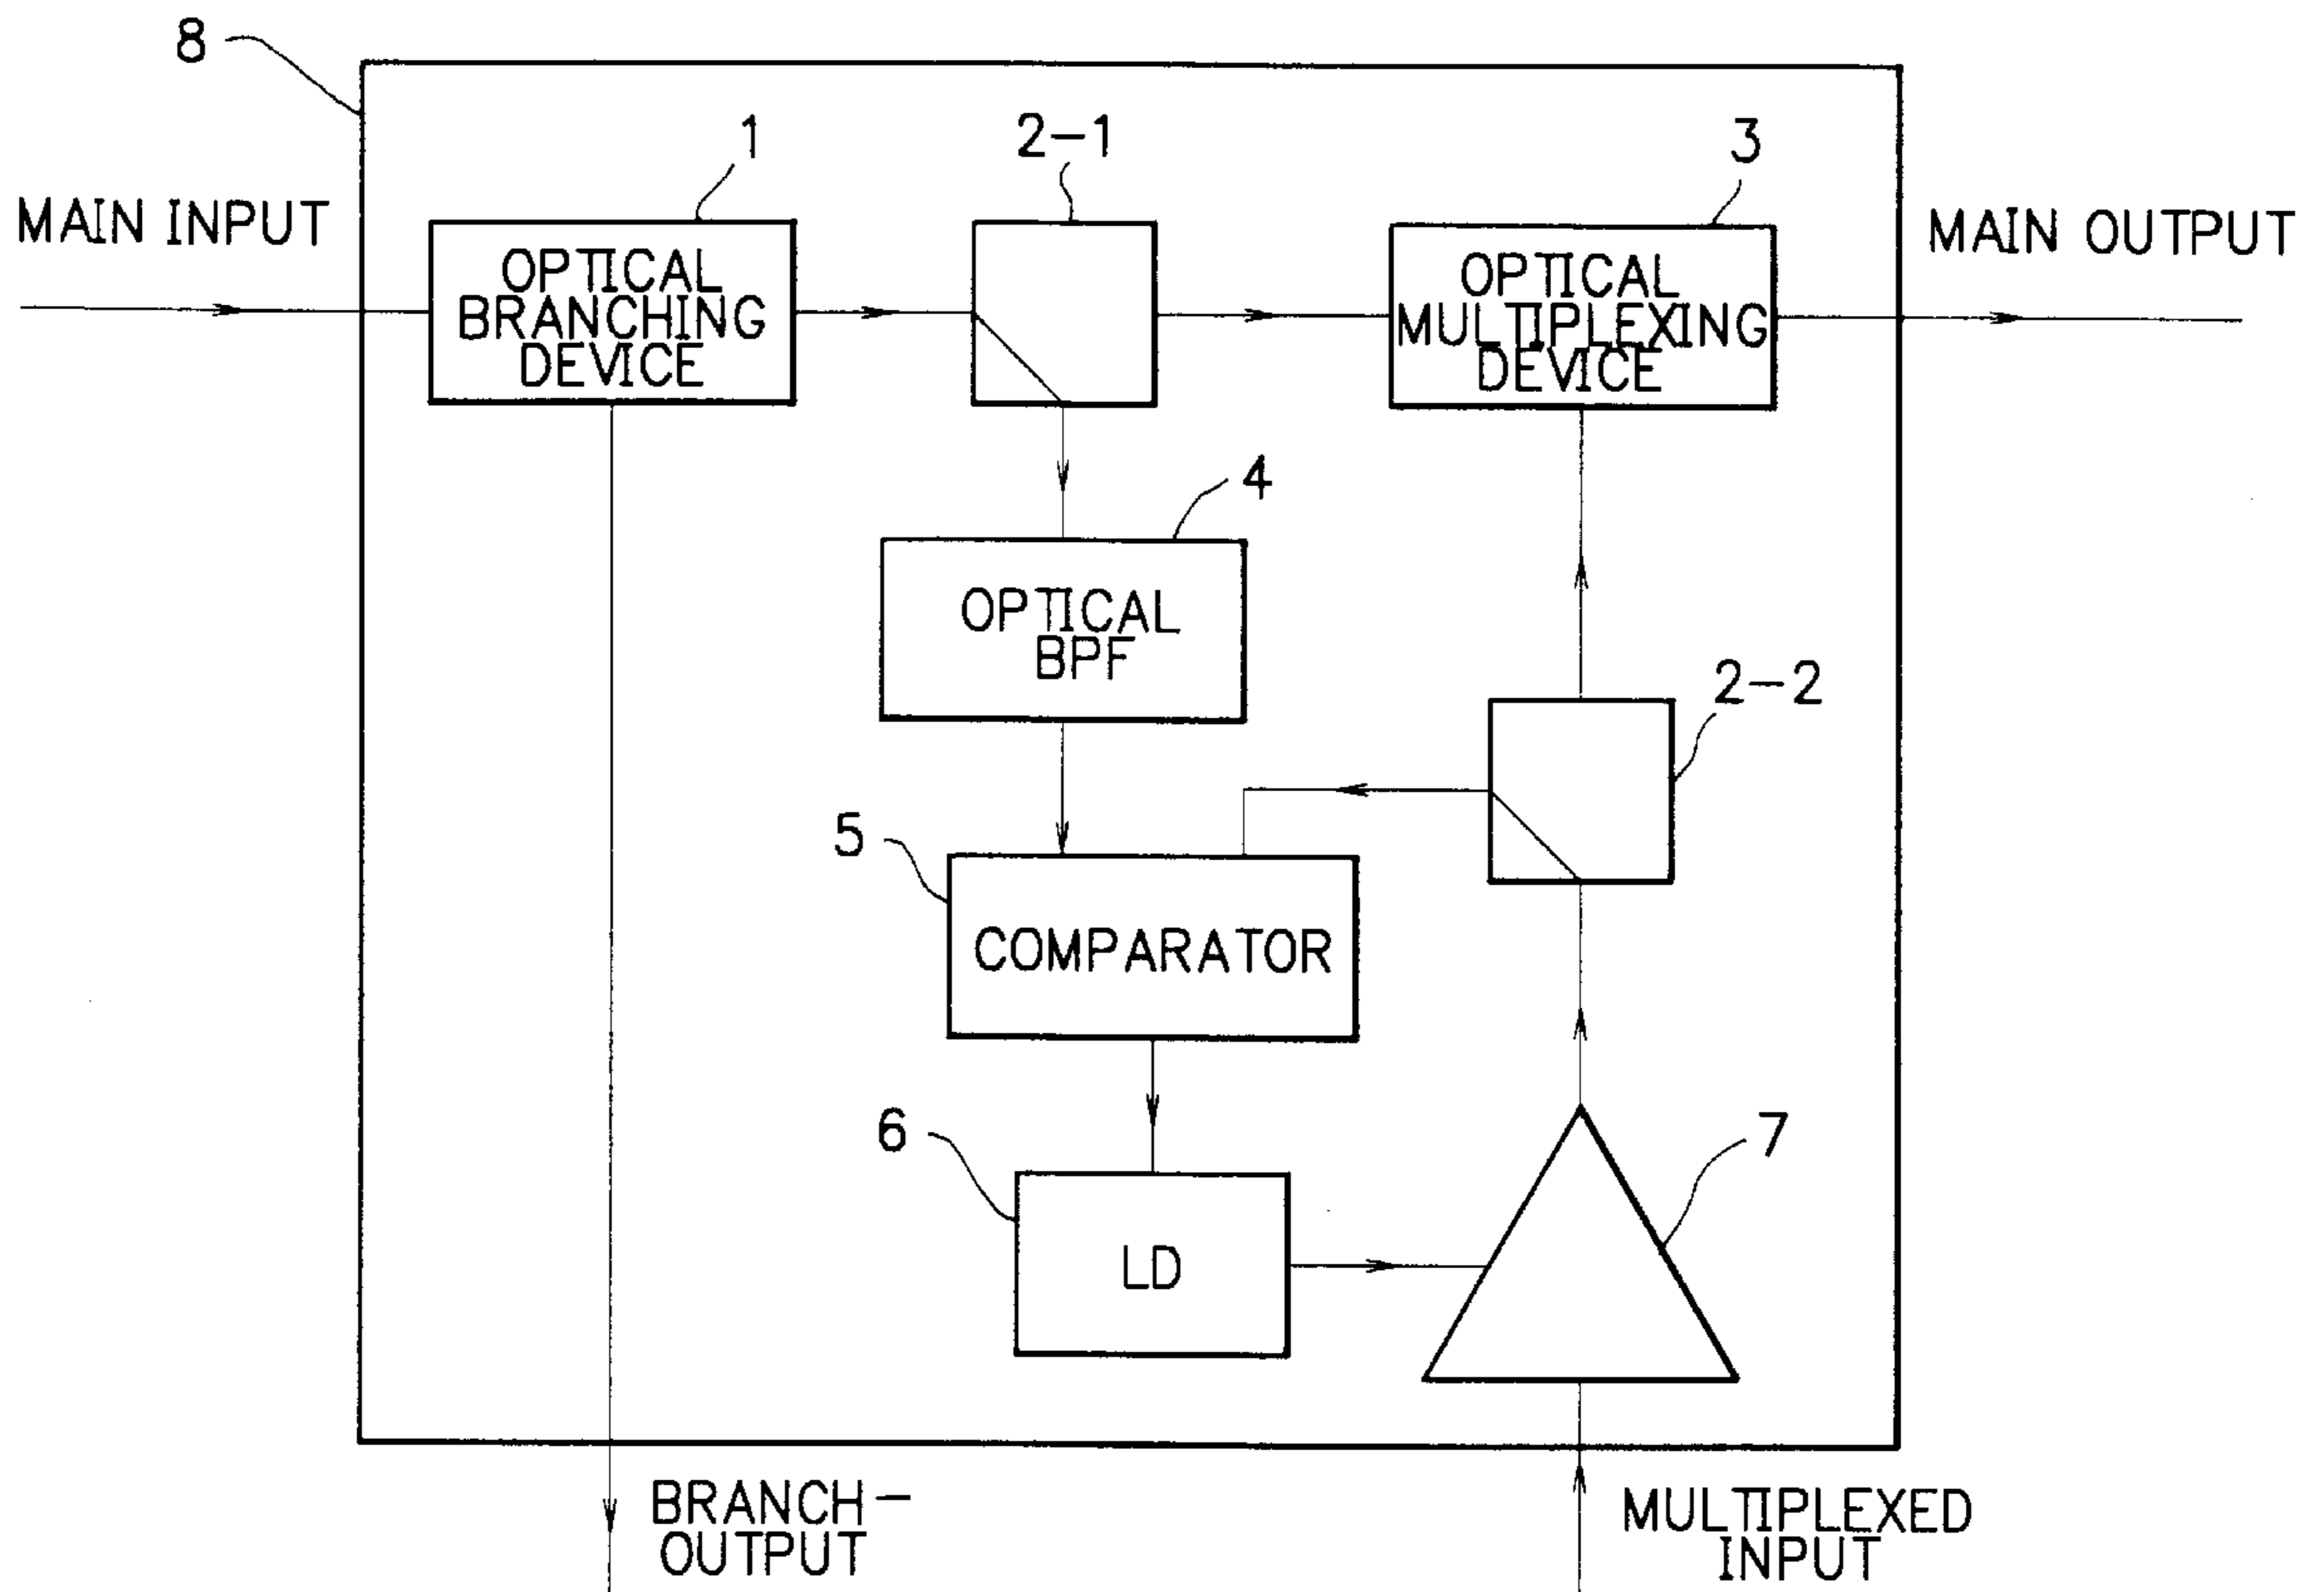 8
1
2-1
3
MAIN INPUT
MAIN OUTPUT
OPTICAL
BRANCHING
DEVICE
OPTICAL
MULTIPLEXING
DEVICE
4
OPTICAL
BPF
2-2
5
COMPARATOR
6
7
LD
BRANCH-
OUTPUT
MULTIPLEXED
INPUT